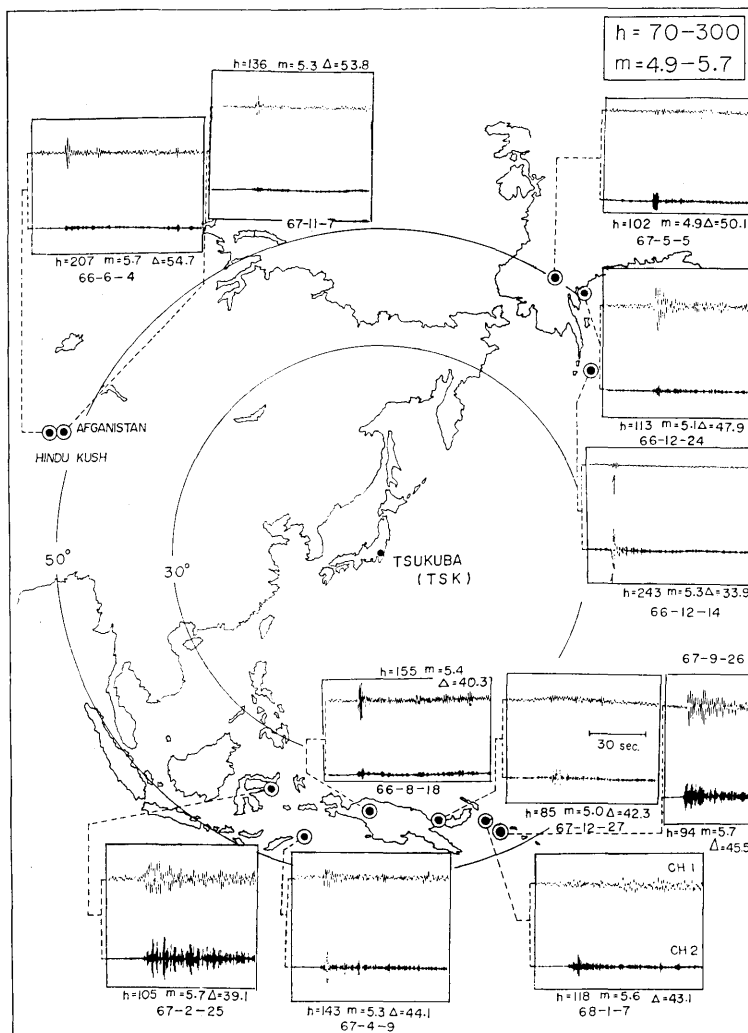 h = 70-300
m = 4.9-5.7
h=136 m=5.3 Δ=53.8
67-11-7
h=207 m=5.7 Δ=54.7
66-6-4
h=102 m=4.9 Δ=50.1
67-5-5
h=113 m=5.1 Δ=47.9
66-12-24
AFGANISTAN
HINDU KUSH
50°
30°
TSUKUBA
(TSK)
h=243 m=5.3 Δ=33.9
66-12-14
h=155 m=5.4
Δ=40.3
66-8-18
30 sec.
h=85 m=5.0 Δ=42.3
67-12-27
67-9-26
h=94 m=5.7
Δ=45.5
h=105 m=5.7 Δ=39.1
67-2-25
h=143 m=5.3 Δ=44.1
67-4-9
CH 1
CH 2
h=118 m=5.6 Δ=43.1
68-1-7